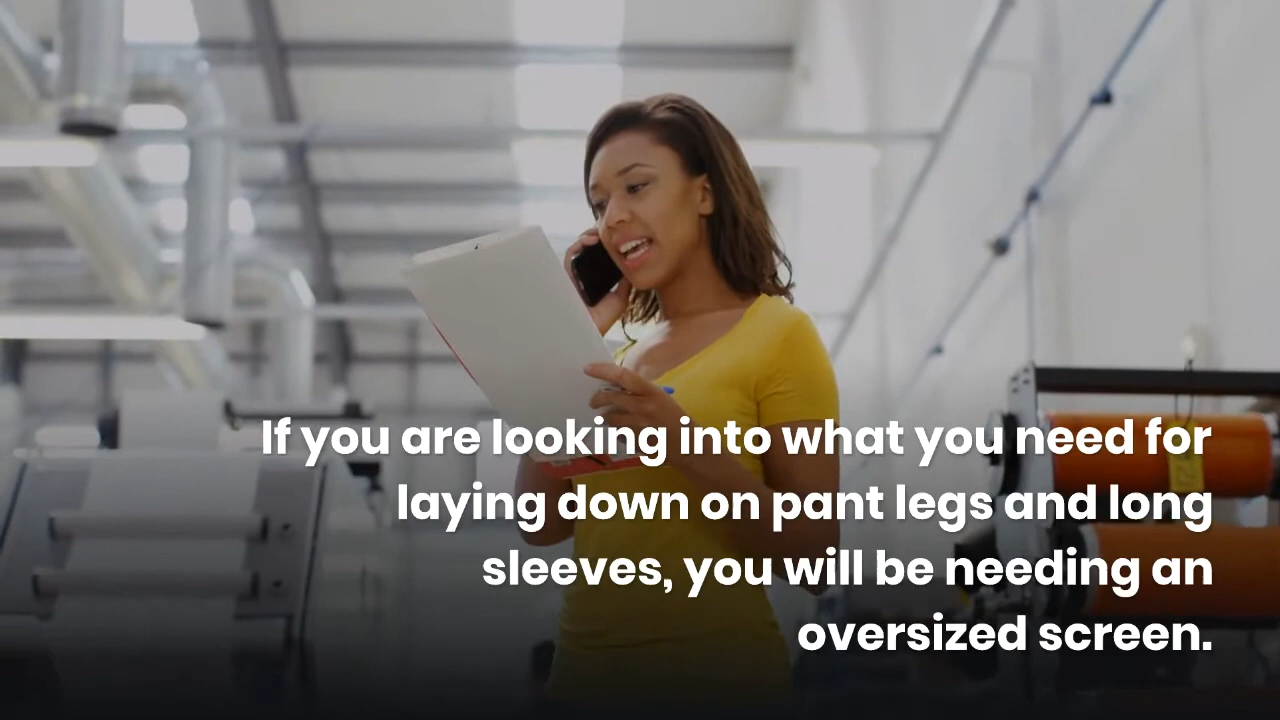 If you are looking into what you need for
laying down on pant legs and long
sleeves, you will be needing an
oversized screen.